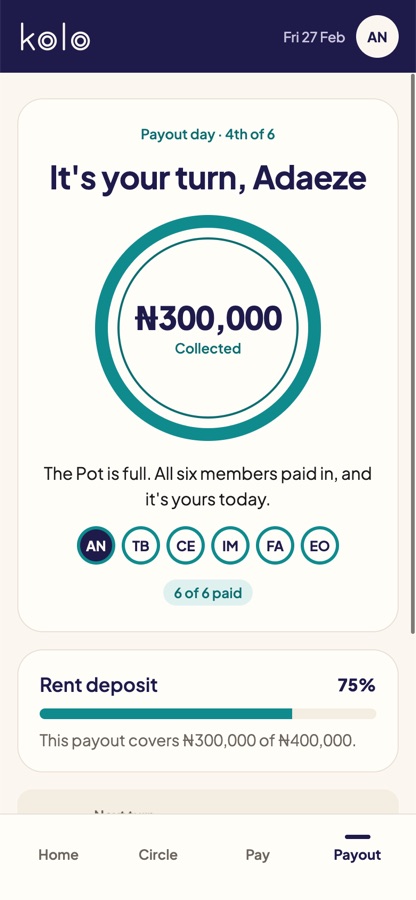 kolo
Fri 27 Feb
AN
Payout day · 4th of 6
It's your turn, Adaeze
₦300,000
Collected
The Pot is full. All six members paid in, and
it's yours today.
AN TB CE IM FA EO
6 of 6 paid
Rent deposit 75%
This payout covers ₦300,000 of ₦400,000.
Home Circle Pay Payout